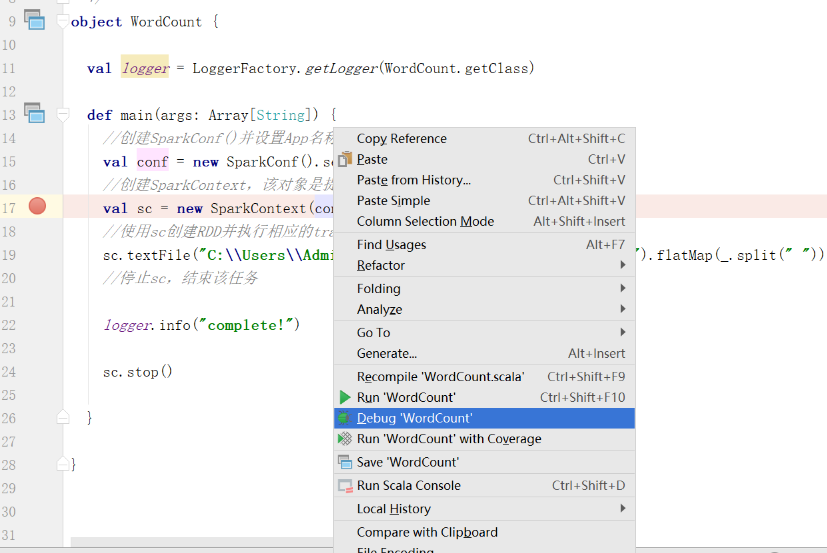 9 object WordCount {
10
11 val logger = LoggerFactory.getLogger(WordCount.getClass)
12
13 def main(args: Array[String]) {
14 //创建SparkConf()并设置App名称
15 val conf = new SparkConf().se
16 //创建SparkContext，该对象是提
17 val sc = new SparkContext(con
18 //使用sc创建RDD并执行相应的tra
19 sc.textFile("C:\\Users\\Admi ").flatMap(_.split(" "))
20 //停止sc，结束该任务
21
22 logger.info("complete!")
23
24 sc.stop()
25
26 }
27
28 }
29
30
31
Copy Reference Ctrl+Alt+Shift+C
Paste Ctrl+V
Paste from History... Ctrl+Shift+V
Paste Simple Ctrl+Alt+Shift+V
Column Selection Mode Alt+Shift+Insert
Find Usages Alt+F7
Refactor
Folding
Analyze
Go To
Generate... Alt+Insert
Recompile 'WordCount.scala' Ctrl+Shift+F9
Run 'WordCount' Ctrl+Shift+F10
Debug 'WordCount'
Run 'WordCount' with Coverage
Save 'WordCount'
Run Scala Console Ctrl+Shift+D
Local History
Compare with Clipboard
File Encoding